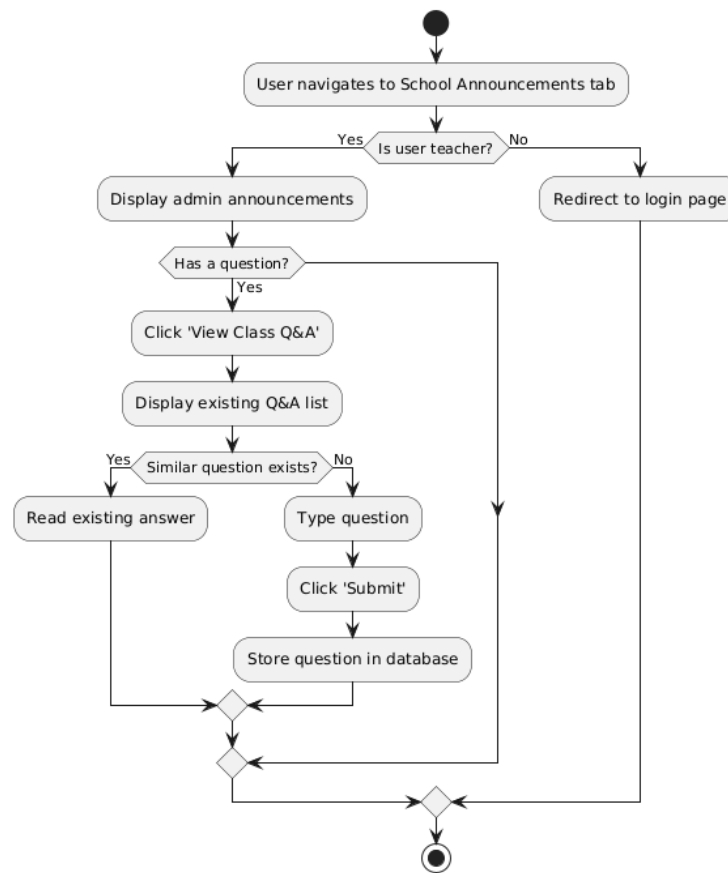 User navigates to School Announcements tab
Yes
Is user teacher?
No
Display admin announcements
Redirect to login page
Has a question?
Yes
Click 'View Class Q&A'
Display existing Q&A list
Yes
Similar question exists?
No
Read existing answer
Type question
Click 'Submit'
Store question in database